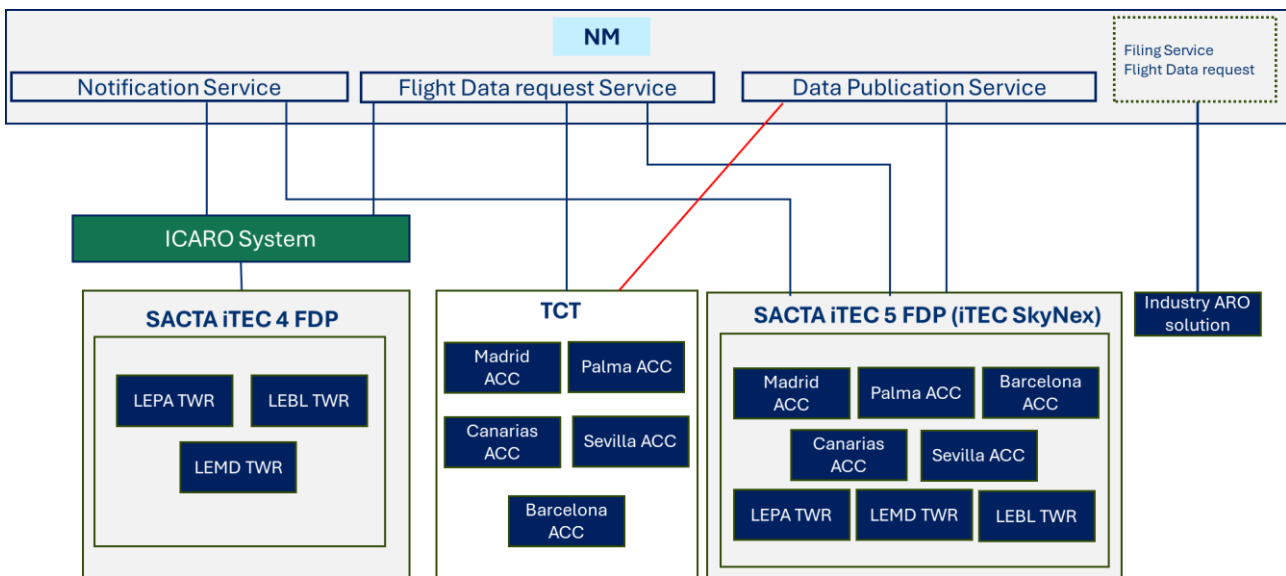 NM
Filing Service
Flight Data request
Notification Service
Flight Data request Service
Data Publication Service
ICARO System
SACTA iTEC 4 FDP
LEPA TWR
LEBL TWR
LEMD TWR
TCT
Madrid
ACC
Palma ACC
Canarias
ACC
Sevilla ACC
Barcelona
ACC
SACTA iTEC 5 FDP (iTEC SkyNex)
Madrid
ACC
Palma ACC
Barcelona
ACC
Canarias
ACC
Sevilla ACC
LEPA TWR
LEMD TWR
LEBL TWR
Industry ARO
solution